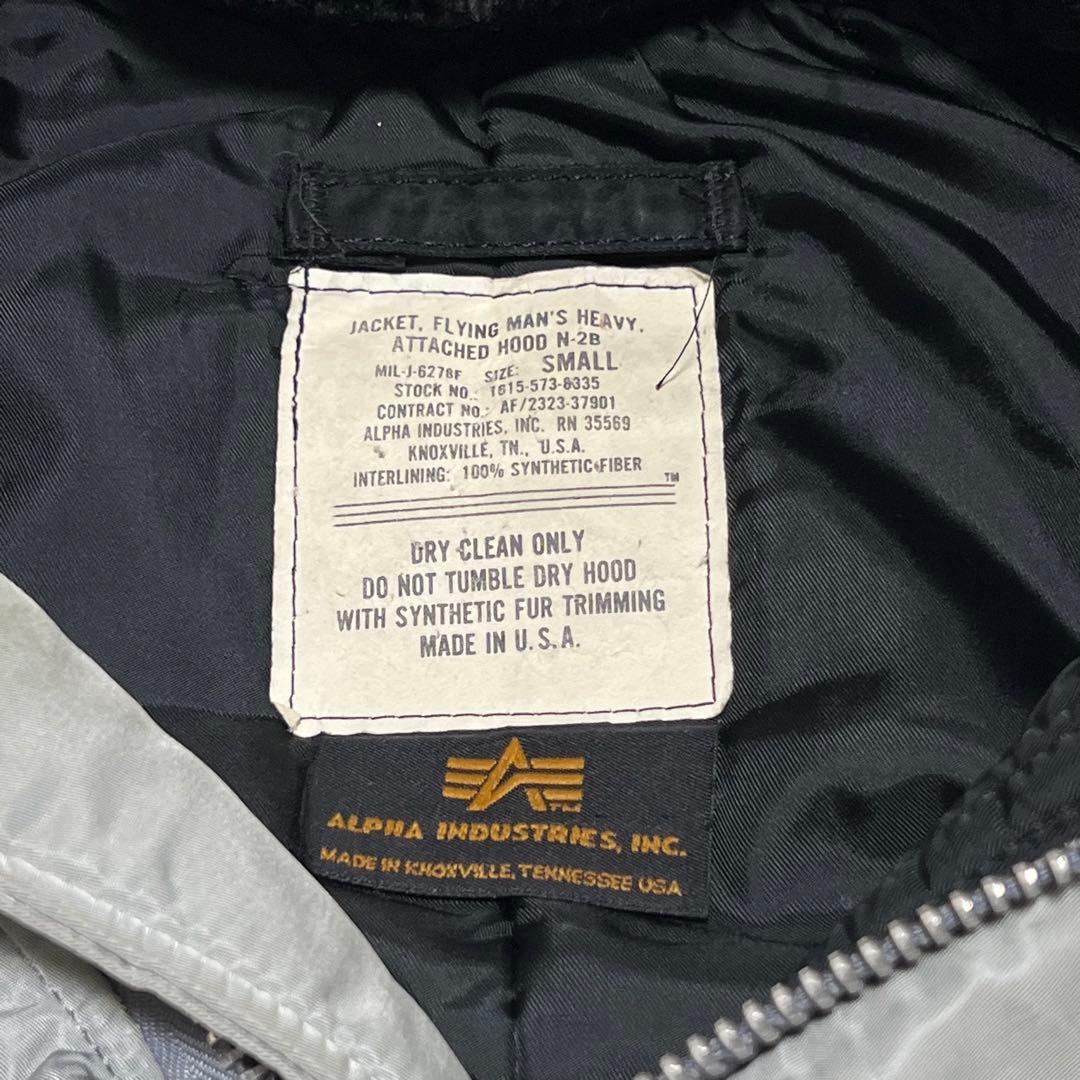 JACKET, FLYING MAN'S HEAVY,
ATTACHED HOOD N-2B
MIL-J-6278F SIZE: SMALL
STOCK NO.: 1615-573-8335
CONTRACT NO.: AF/2323-37901
ALPHA INDUSTRIES, INC. RN 35569
KNOXVILLE, TN., U.S.A.
INTERLINING: 100% SYNTHETIC FIBER
TM
DRY CLEAN ONLY
DO NOT TUMBLE DRY HOOD
WITH SYNTHETIC FUR TRIMMING
MADE IN U.S.A.
TM
ALPHA INDUSTRIES, INC.
MADE IN KNOXVILLE, TENNESSEE USA